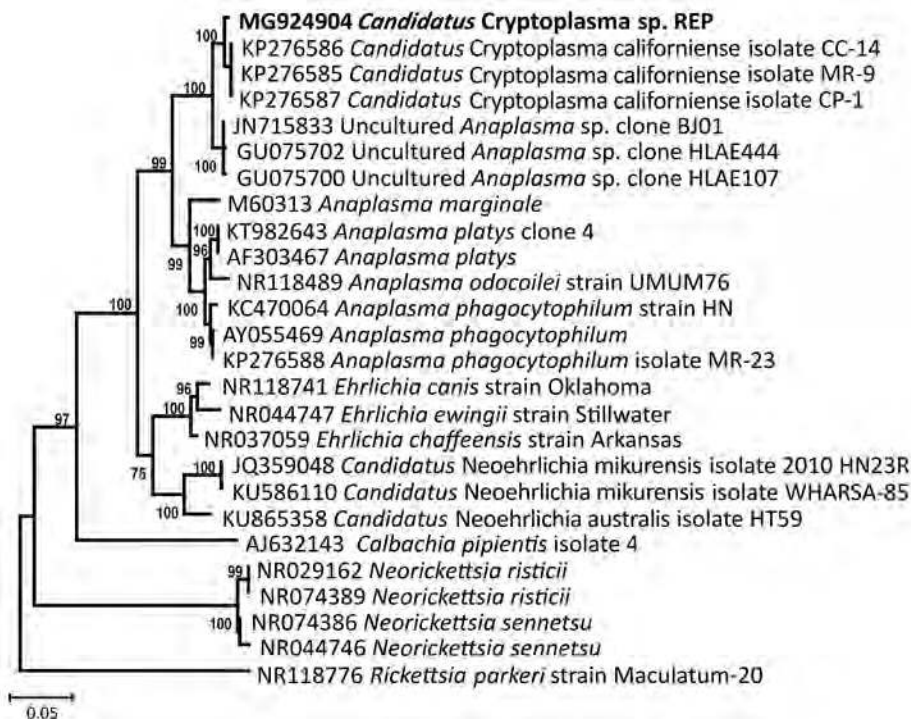 MG924904 Candidatus Cryptoplasma sp. REP
100
KP276586 Candidatus Cryptoplasma californiense isolate CC-14
KP276585 Candidatus Cryptoplasma californiense isolate MR-9
100
KP276587 Candidatus Cryptoplasma californiense isolate CP-1
JN715833 Uncultured Anaplasma sp. clone BJ01
GU075702 Uncultured Anaplasma sp. clone HLAE444
99
100
GU075700 Uncultured Anaplasma sp. clone HLAE107
M60313 Anaplasma marginale
100
KT982643 Anaplasma platys clone 4
96
AF303467 Anaplasma platys
99
NR118489 Anaplasma odocoilei strain UMUM76
100
100
KC470064 Anaplasma phagocytophilum strain HN
AY055469 Anaplasma phagocytophilum
99
KP276588 Anaplasma phagocytophilum isolate MR-23
96
NR118741 Ehrlichia canis strain Oklahoma
97
100
NR044747 Ehrlichia ewingii strain Stillwater
NR037059 Ehrlichia chaffeensis strain Arkansas
75
100
JQ359048 Candidatus Neoehrlichia mikurensis isolate 2010 HN23R
KU586110 Candidatus Neoehrlichia mikurensis isolate WHARSA-85
100
KU865358 Candidatus Neoehrlichia australis isolate HT59
AJ632143 Calbachia pipientis isolate 4
99
NR029162 Neorickettsia risticii
NR074389 Neorickettsia risticii
100
NR074386 Neorickettsia sennetsu
NR044746 Neorickettsia sennetsu
NR118776 Rickettsia parkeri strain Maculatum-20
0.05